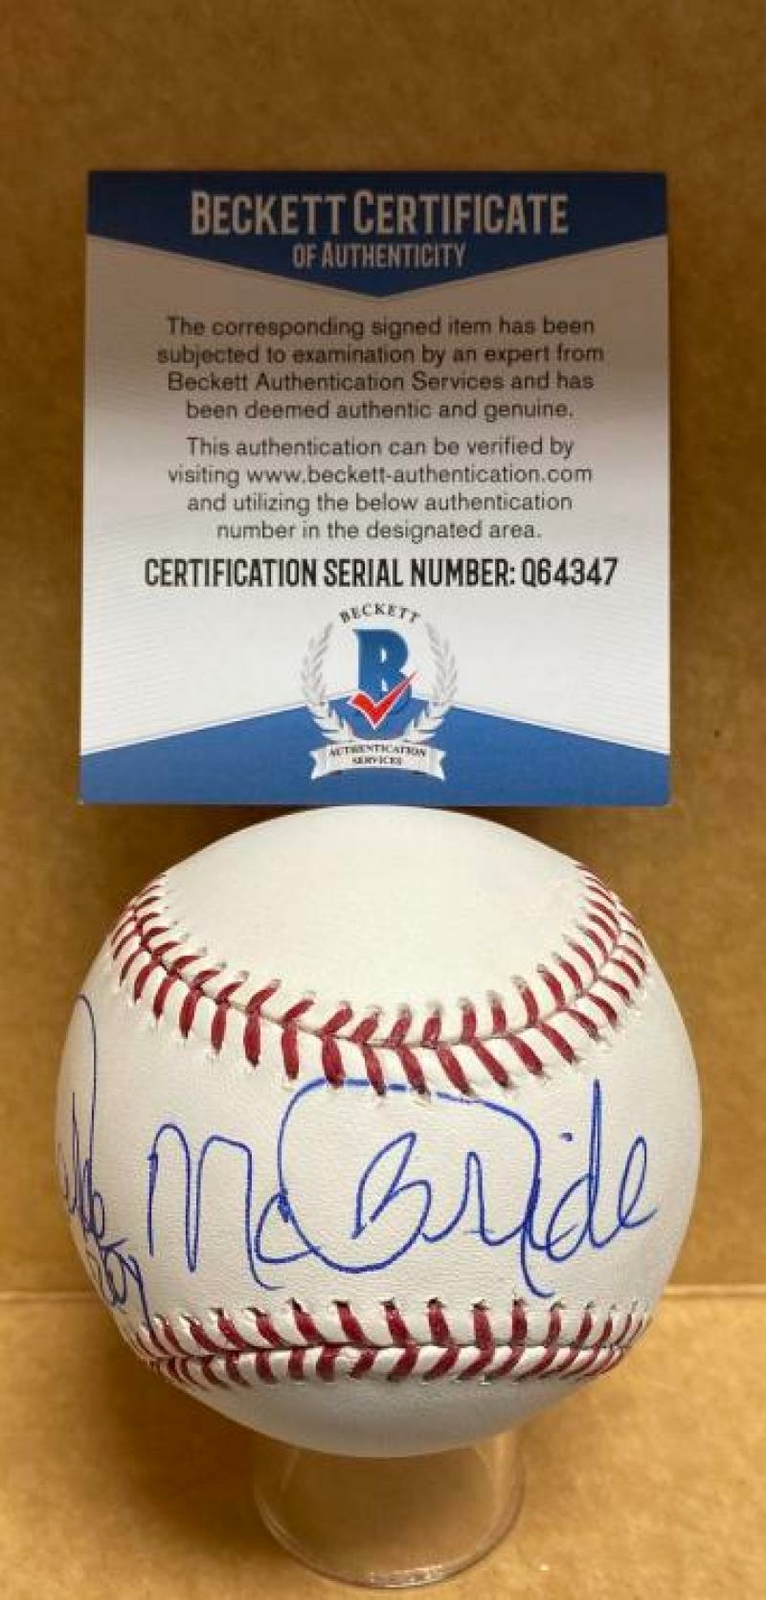 BECKETT CERTIFICATE
OF AUTHENTICITY
The corresponding signed item has been
subjected to examination by an expert from
Beckett Authentication Services and has
been deemed authentic and genuine.
This authentication can be verified by
visiting www.beckett-authentication.com
and utilizing the below authentication
number in the designated area.
CERTIFICATION SERIAL NUMBER: Q64347
BECKETT
B
AUTHENTICATION
SERVICES
McBride